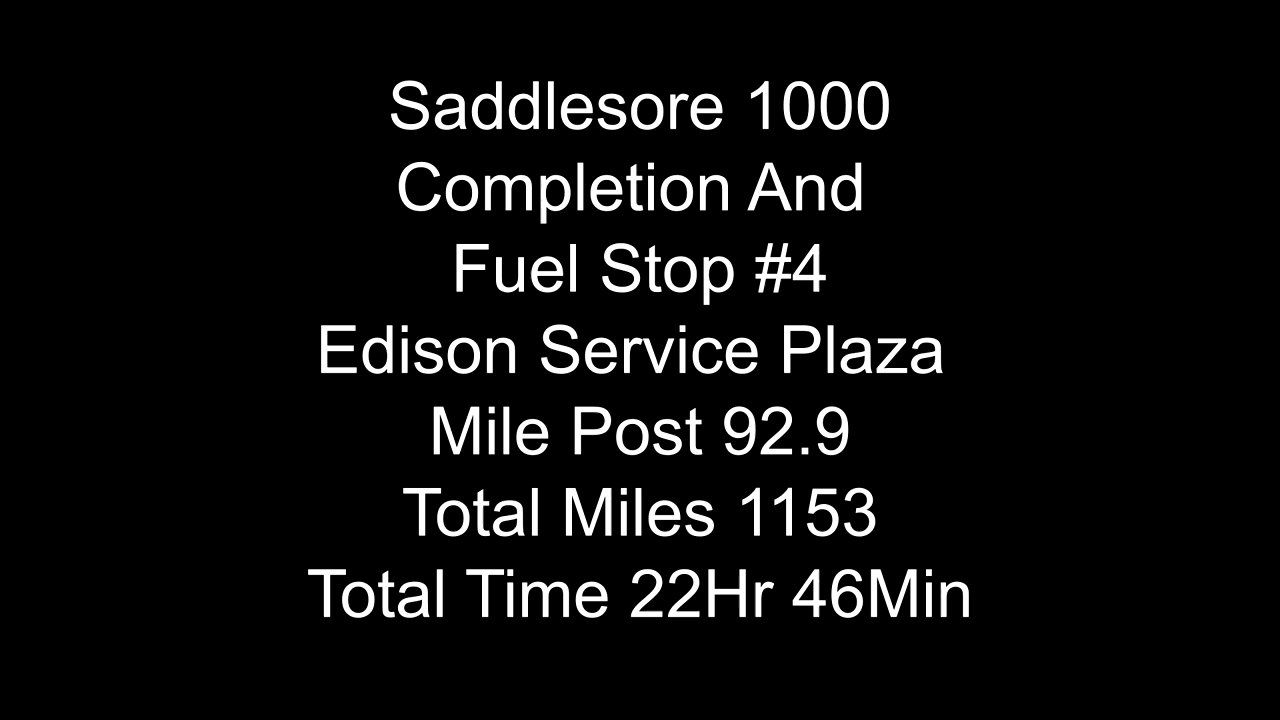 Saddlesore 1000
Completion And
Fuel Stop #4
Edison Service Plaza
Mile Post 92.9
Total Miles 1153
Total Time 22Hr 46Min